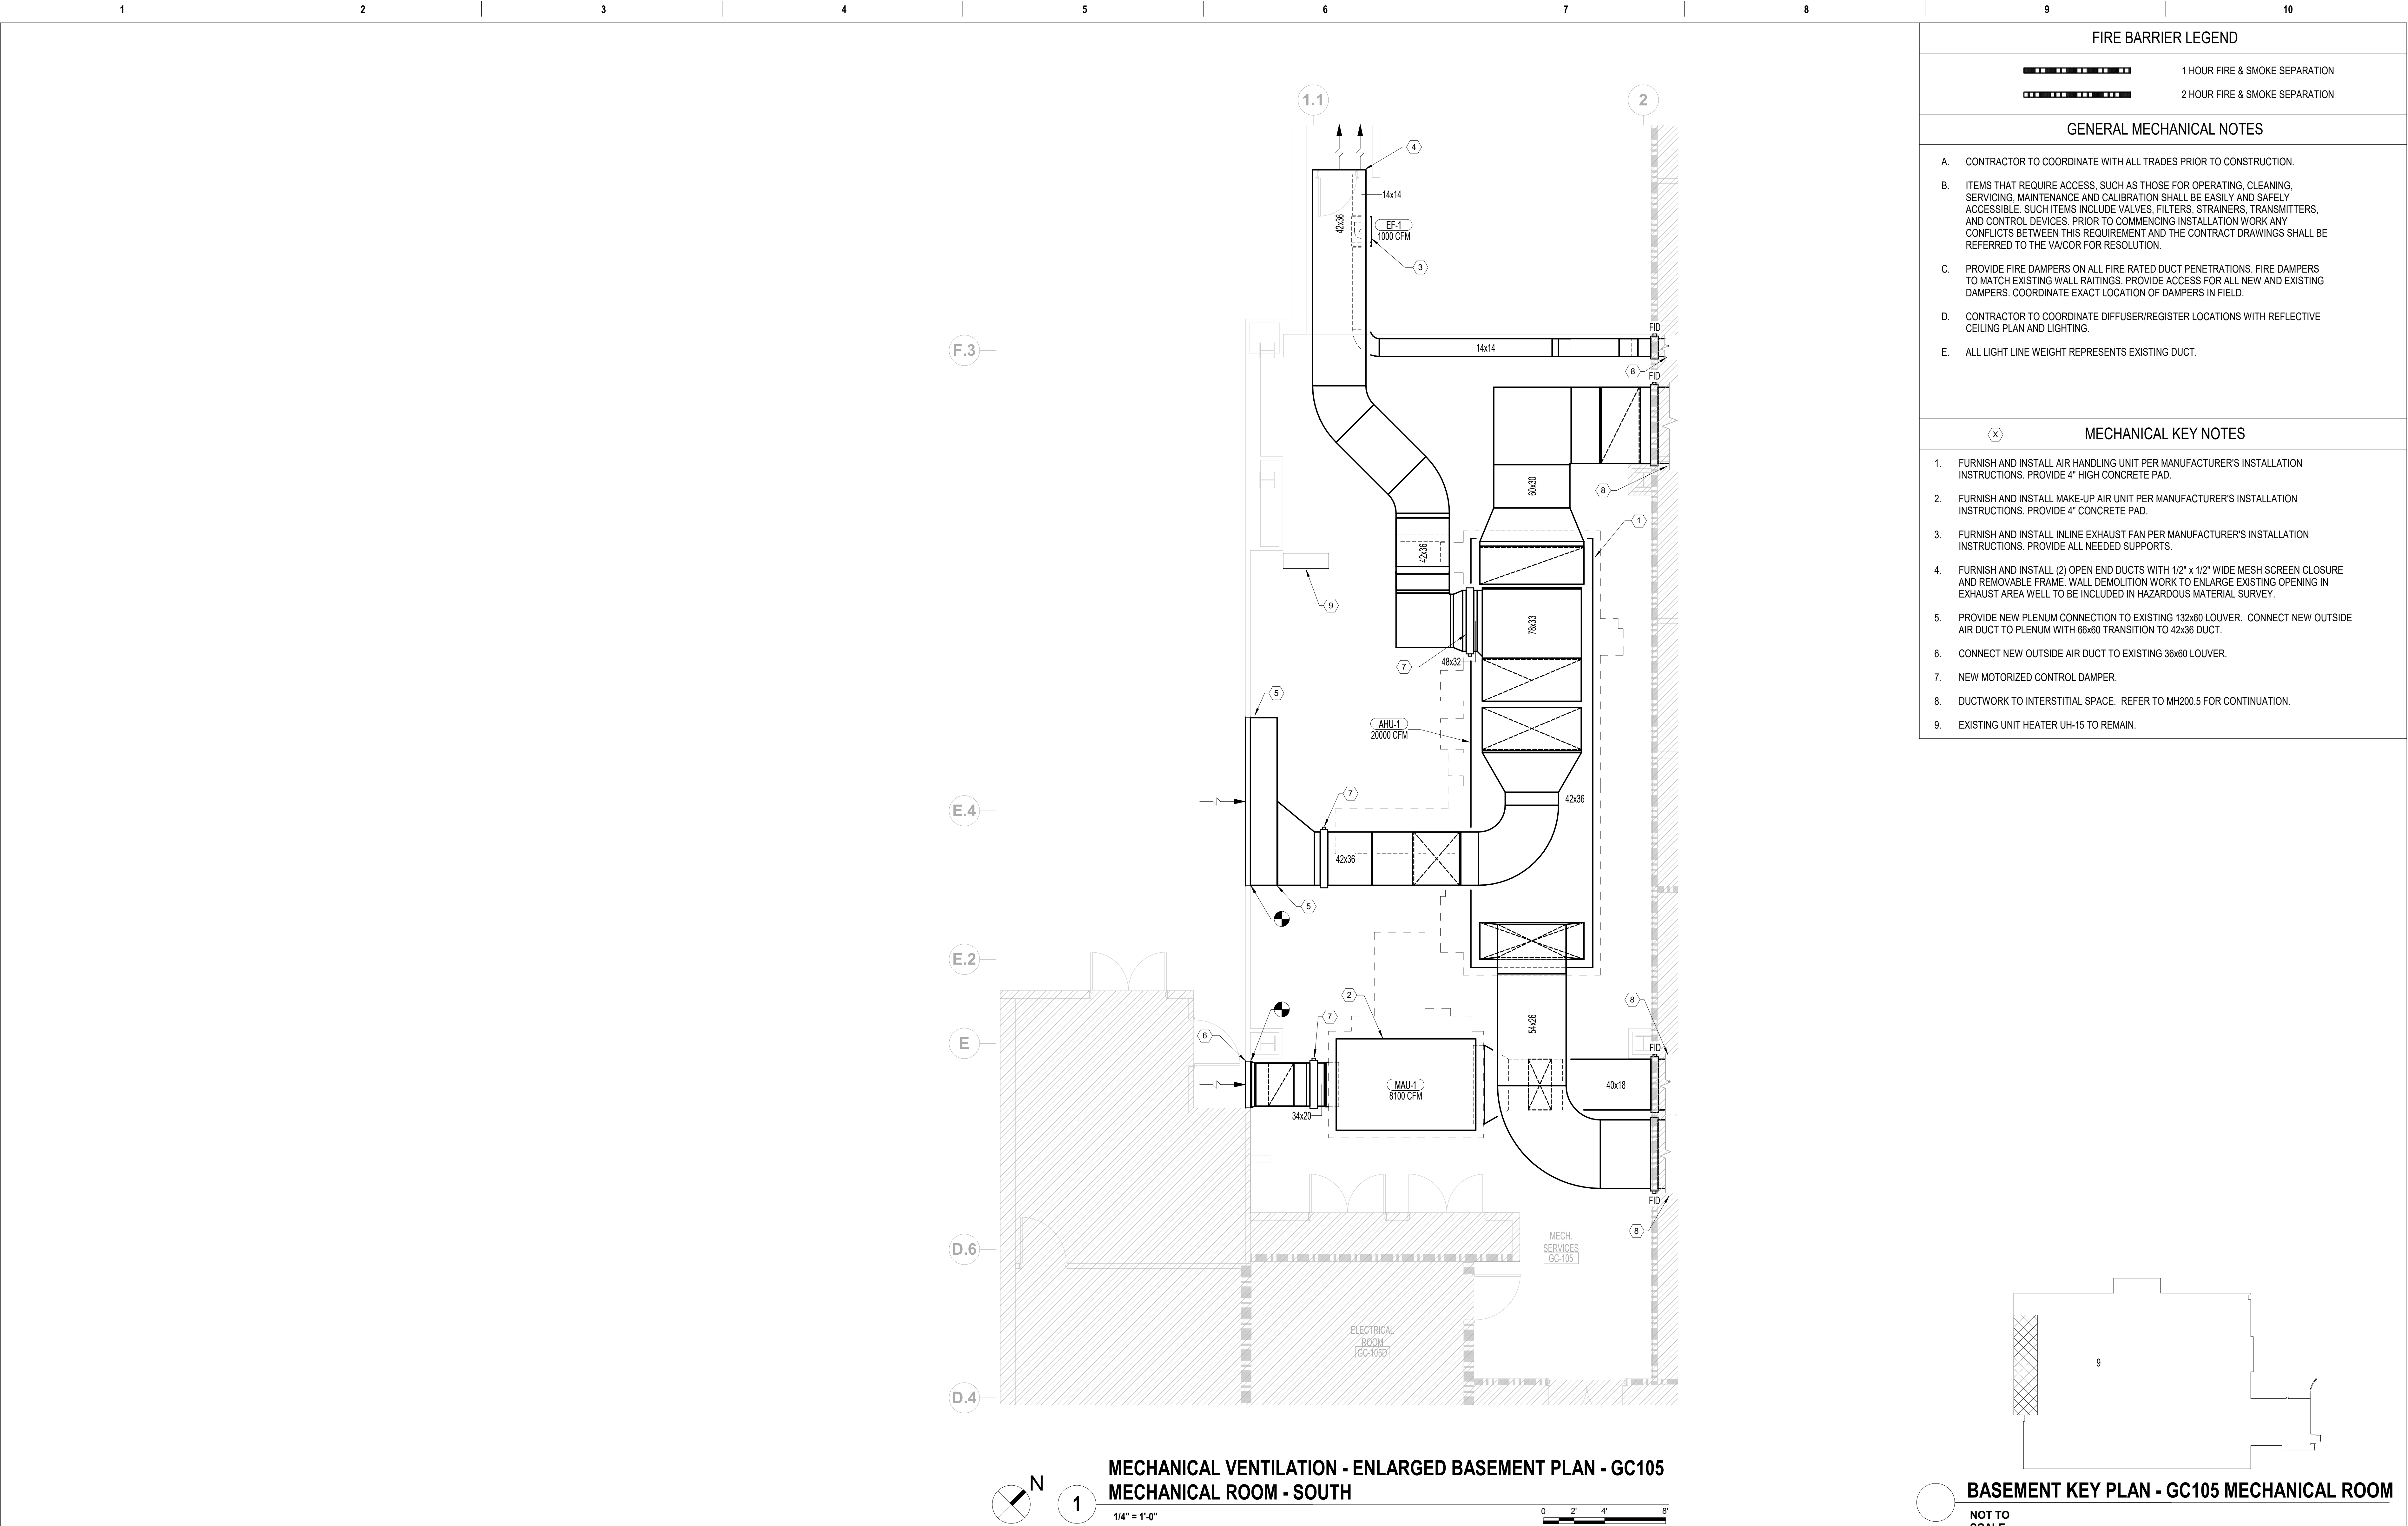 1 2 3 4 5 6 7 8 9 10
FIRE BARRIER LEGEND
1 HOUR FIRE & SMOKE SEPARATION
2 HOUR FIRE & SMOKE SEPARATION
GENERAL MECHANICAL NOTES
A. CONTRACTOR TO COORDINATE WITH ALL TRADES PRIOR TO CONSTRUCTION.
B. ITEMS THAT REQUIRE ACCESS, SUCH AS THOSE FOR OPERATING, CLEANING,
SERVICING, MAINTENANCE AND CALIBRATION SHALL BE EASILY AND SAFELY
ACCESSIBLE. SUCH ITEMS INCLUDE VALVES, FILTERS, STRAINERS, TRANSMITTERS,
AND CONTROL DEVICES. PRIOR TO COMMENCING INSTALLATION WORK ANY
CONFLICTS BETWEEN THIS REQUIREMENT AND THE CONTRACT DRAWINGS SHALL BE
REFERRED TO THE VA/COR FOR RESOLUTION.
C. PROVIDE FIRE DAMPERS ON ALL FIRE RATED DUCT PENETRATIONS. FIRE DAMPERS
TO MATCH EXISTING WALL RAITINGS. PROVIDE ACCESS FOR ALL NEW AND EXISTING
DAMPERS. COORDINATE EXACT LOCATION OF DAMPERS IN FIELD.
D. CONTRACTOR TO COORDINATE DIFFUSER/REGISTER LOCATIONS WITH REFLECTIVE
CEILING PLAN AND LIGHTING.
E. ALL LIGHT LINE WEIGHT REPRESENTS EXISTING DUCT.
X MECHANICAL KEY NOTES
1. FURNISH AND INSTALL AIR HANDLING UNIT PER MANUFACTURER'S INSTALLATION
INSTRUCTIONS. PROVIDE 4" HIGH CONCRETE PAD.
2. FURNISH AND INSTALL MAKE-UP AIR UNIT PER MANUFACTURER'S INSTALLATION
INSTRUCTIONS. PROVIDE 4" CONCRETE PAD.
3. FURNISH AND INSTALL INLINE EXHAUST FAN PER MANUFACTURER'S INSTALLATION
INSTRUCTIONS. PROVIDE ALL NEEDED SUPPORTS.
4. FURNISH AND INSTALL (2) OPEN END DUCTS WITH 1/2" x 1/2" WIDE MESH SCREEN CLOSURE
AND REMOVABLE FRAME. WALL DEMOLITION WORK TO ENLARGE EXISTING OPENING IN
EXHAUST AREA WELL TO BE INCLUDED IN HAZARDOUS MATERIAL SURVEY.
5. PROVIDE NEW PLENUM CONNECTION TO EXISTING 132x60 LOUVER. CONNECT NEW OUTSIDE
AIR DUCT TO PLENUM WITH 66x60 TRANSITION TO 42x36 DUCT.
6. CONNECT NEW OUTSIDE AIR DUCT TO EXISTING 36x60 LOUVER.
7. NEW MOTORIZED CONTROL DAMPER.
8. DUCTWORK TO INTERSTITIAL SPACE. REFER TO MH200.5 FOR CONTINUATION.
9. EXISTING UNIT HEATER UH-15 TO REMAIN.
1.1
2
4
14x14
42x36
EF-1
1000 CFM
3
FID
F.3
14x14
8
FID
60x30
8
1
42x36
9
78x33
7
48x32
5
AHU-1
20000 CFM
7
42x36
E.4
42x36
5
E.2
2
8
7
54x26
6
E
FID
MAU-1
8100 CFM
40x18
34x20
FID
8
MECH.
SERVICES
GC-105
D.6
ELECTRICAL
ROOM
GC-105D
D.4
9
N
1
MECHANICAL VENTILATION - ENLARGED BASEMENT PLAN - GC105
MECHANICAL ROOM - SOUTH
1/4" = 1'-0"
0 2' 4' 8'
BASEMENT KEY PLAN - GC105 MECHANICAL ROOM
NOT TO
SCALE